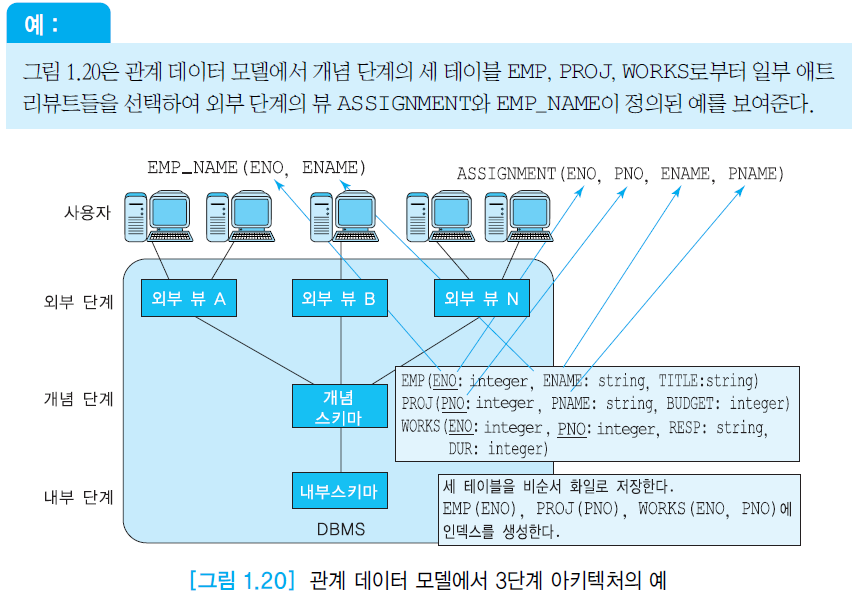 예 :
그림 1.20은 관계 데이터 모델에서 개념 단계의 세 테이블 EMP, PROJ, WORKS로부터 일부 애트
리뷰트들을 선택하여 외부 단계의 뷰 ASSIGNMENT와 EMP_NAME이 정의된 예를 보여준다.
EMP_NAME(ENO, ENAME)
ASSIGNMENT(ENO, PNO, ENAME, PNAME)
사용자
외부 단계
외부 뷰 A
외부 뷰 B
외부 뷰 N
개념 단계
개념
스키마
EMP(ENO: integer, ENAME: string, TITLE:string)
PROJ(PNO: integer, PNAME: string, BUDGET: integer)
WORKS(ENO: integer, PNO: integer, RESP: string,
DUR: integer)
내부 단계
내부스키마
세 테이블을 비순서 화일로 저장한다.
EMP(ENO), PROJ(PNO), WORKS(ENO, PNO)에
인덱스를 생성한다.
DBMS
[그림 1.20] 관계 데이터 모델에서 3단계 아키텍처의 예